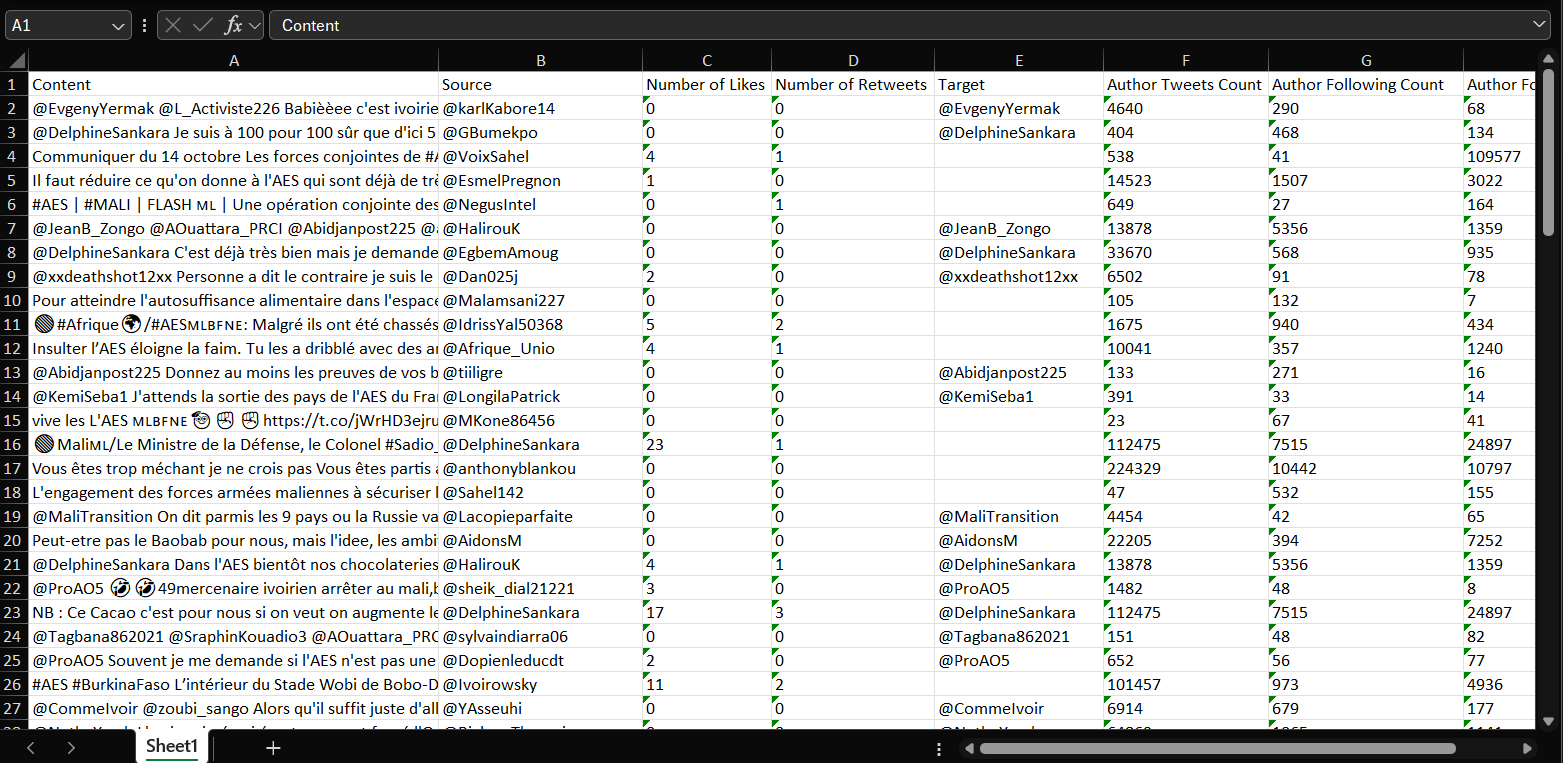 A1 fx Content
A B C D E F G
1 Content Source Number of Likes Number of Retweets Target Author Tweets Count Author Following Count Author Fo
2 @EvgenyYermak @L_Activiste226 Babièèee c'est ivoirie @karlKabore14 0 0 @EvgenyYermak 4640 290 68
3 @DelphineSankara Je suis à 100 pour 100 sûr que d'ici 5 @GBumekpo 0 0 @DelphineSankara 404 468 134
4 Communiquer du 14 octobre Les forces conjointes de #A @VoixSahel 4 1 538 41 109577
5 Il faut réduire ce qu'on donne à l'AES qui sont déjà de trè @EsmelPregnon 1 0 14523 1507 3022
6 #AES | #MALI | FLASH ML | Une opération conjointe des @NegusIntel 0 1 649 27 164
7 @JeanB_Zongo @AOuattara_PRCI @Abidjanpost225 @a @HalirouK 0 0 @JeanB_Zongo 13878 5356 1359
8 @DelphineSankara C'est déjà très bien mais je demande @EgbemAmoug 0 0 @DelphineSankara 33670 568 935
9 @xxdeathshot12xx Personne a dit le contraire je suis le @Dan025j 2 0 @xxdeathshot12xx 6502 91 78
10 Pour atteindre l'autosuffisance alimentaire dans l'espace @Malamsani227 0 0 105 132 7
11 #Afrique🌍/#AESMLBFNE: Malgré ils ont été chassés @IdrissYal50368 5 2 1675 940 434
12 Insulter l’AES éloigne la faim. Tu les a dribblé avec des ar @Afrique_Unio 4 1 10041 357 1240
13 @Abidjanpost225 Donnez au moins les preuves de vos b @tiiligre 0 0 @Abidjanpost225 133 271 16
14 @KemiSeba1 J'attends la sortie des pays de l'AES du Fran @LongilaPatrick 0 0 @KemiSeba1 391 33 14
15 vive les L'AES MLBFNE ✊ ✊ https://t.co/jWrHD3ejru @MKone86456 0 0 23 67 41
16 MaliML/Le Ministre de la Défense, le Colonel #Sadio_ @DelphineSankara 23 1 112475 7515 24897
17 Vous êtes trop méchant je ne crois pas Vous êtes partis a @anthonyblankou 0 0 224329 10442 10797
18 L'engagement des forces armées maliennes à sécuriser l @Sahel142 0 0 47 532 155
19 @MaliTransition On dit parmis les 9 pays ou la Russie va @Lacopieparfaite 0 0 @MaliTransition 4454 42 65
20 Peut-etre pas le Baobab pour nous, mais l'idee, les ambi @AidonsM 0 0 @AidonsM 22205 394 7252
21 @DelphineSankara Dans l'AES bientôt nos chocolateries @HalirouK 4 1 @DelphineSankara 13878 5356 1359
22 @ProAO5 🤣 🤣49mercenaire ivoirien arrêter au mali,b @sheik_dial21221 3 0 @ProAO5 1482 48 8
23 NB : Ce Cacao c'est pour nous si on veut on augmente le @DelphineSankara 17 3 @DelphineSankara 112475 7515 24897
24 @Tagbana862021 @SraphinKouadio3 @AOuattara_PRC @sylvaindiarra06 0 0 @Tagbana862021 151 48 82
25 @ProAO5 Souvent je me demande si l'AES n'est pas une @Dopienleducdt 2 0 @ProAO5 652 56 77
26 #AES #BurkinaFaso L’intérieur du Stade Wobi de Bobo-D @Ivoirowsky 11 2 101457 973 4936
27 @CommeIvoir @zoubi_sango Alors qu'il suffit juste d'all @YAsseuhi 0 0 @CommeIvoir 6914 679 177
Sheet1